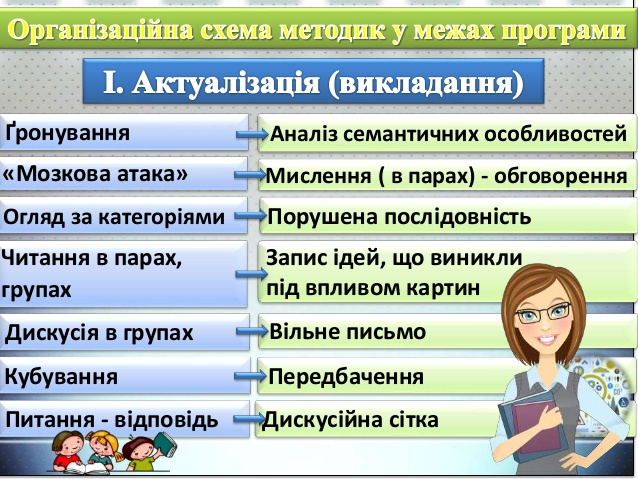 Організаційна схема методик у межах програми
І. Актуалізація (викладання)
Ґронування
Аналіз семантичних особливостей
«Мозкова атака»
Мислення ( в парах) - обговорення
Огляд за категоріями
Порушена послідовність
Читання в парах,
групах
Запис ідей, що виникли
під впливом картин
Дискусія в групах
Вільне письмо
Кубування
Передбачення
Питання - відповідь
Дискусійна сітка